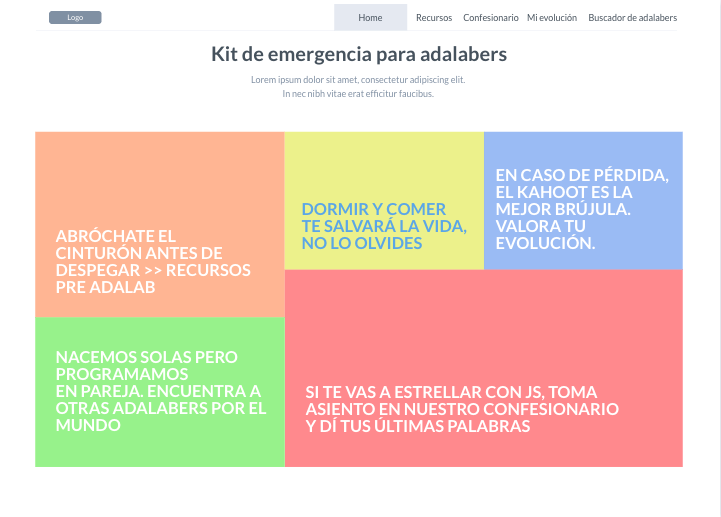 Logo
Home
Recursos
Confesionario
Mi evolución
Buscador de adalabers
Kit de emergencia para adalabers
Lorem ipsum dolor sit amet, consectetur adipiscing elit.
In nec nibh vitae erat efficitur faucibus.
ABRÓCHATE EL
CINTURÓN ANTES DE
DESPEGAR >> RECURSOS
PRE ADALAB
DORMIR Y COMER
TE SALVARÁ LA VIDA,
NO LO OLVIDES
EN CASO DE PÉRDIDA,
EL KAHOOT ES LA
MEJOR BRÚJULA.
VALORA TU
EVOLUCIÓN.
NACEMOS SOLAS PERO
PROGRAMAMOS
EN PAREJA. ENCUENTRA A
OTRAS ADALABERS POR EL
MUNDO
SI TE VAS A ESTRELLAR CON JS, TOMA
ASIENTO EN NUESTRO CONFESIONARIO
Y DÍ TUS ÚLTIMAS PALABRAS